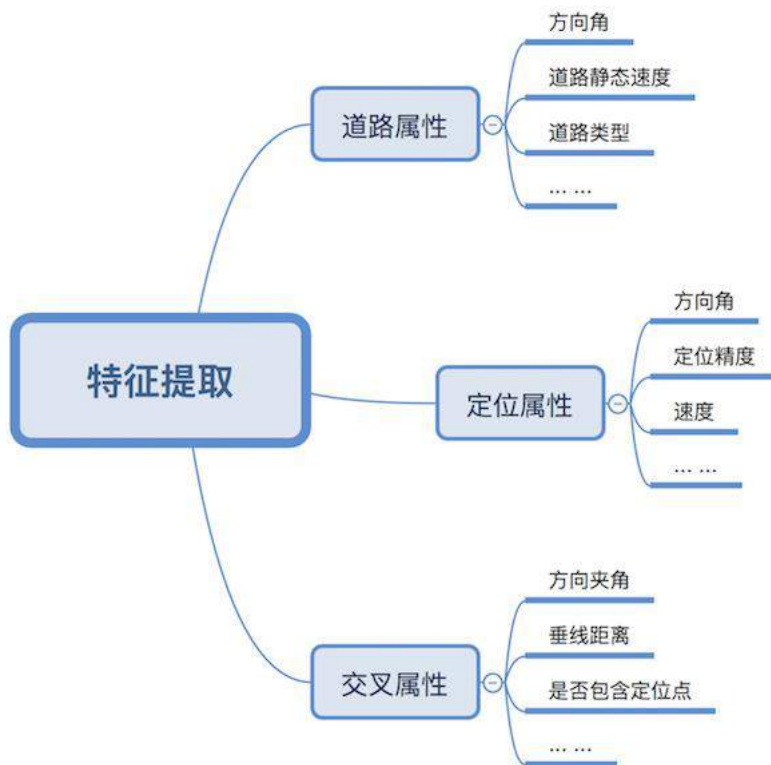 特征提取
道路属性
方向角
道路静态速度
道路类型
... ...
定位属性
方向角
定位精度
速度
... ...
交叉属性
方向夹角
垂线距离
是否包含定位点
... ...